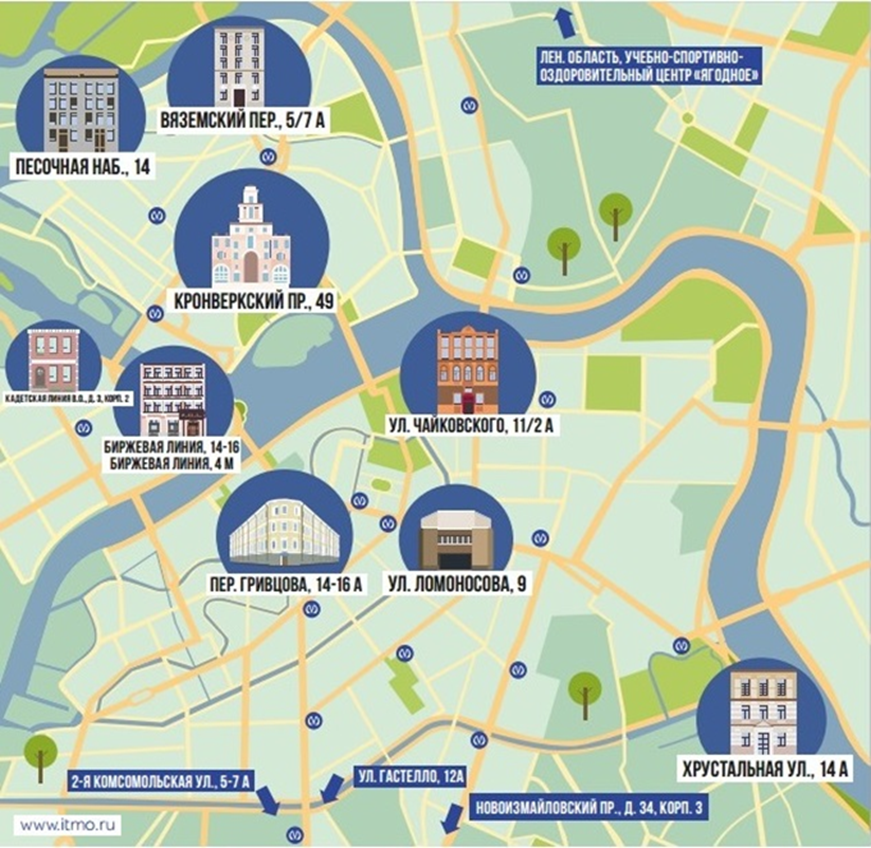 ЛЕН. ОБЛАСТЬ, УЧЕБНО-СПОРТИВНО-
ОЗДОРОВИТЕЛЬНЫЙ ЦЕНТР «ЯГОДНОЕ»
ВЯЗЕМСКИЙ ПЕР., 5/7 А
ПЕСОЧНАЯ НАБ., 14
КРОНВЕРКСКИЙ ПР., 49
КАДЕТСКАЯ ЛИНИЯ В.О., Д. 3, КОРП. 2
УЛ. ЧАЙКОВСКОГО, 11/2 А
БИРЖЕВАЯ ЛИНИЯ, 14-16
БИРЖЕВАЯ ЛИНИЯ, 4 М
ПЕР. ГРИВЦОВА, 14-16 А
УЛ. ЛОМОНОСОВА, 9
ХРУСТАЛЬНАЯ УЛ., 14 А
2-Я КОМСОМОЛЬСКАЯ УЛ., 5-7 А
УЛ. ГАСТЕЛЛО, 12А
НОВОИЗМАЙЛОВСКИЙ ПР., Д. 34, КОРП. 3
www.itmo.ru